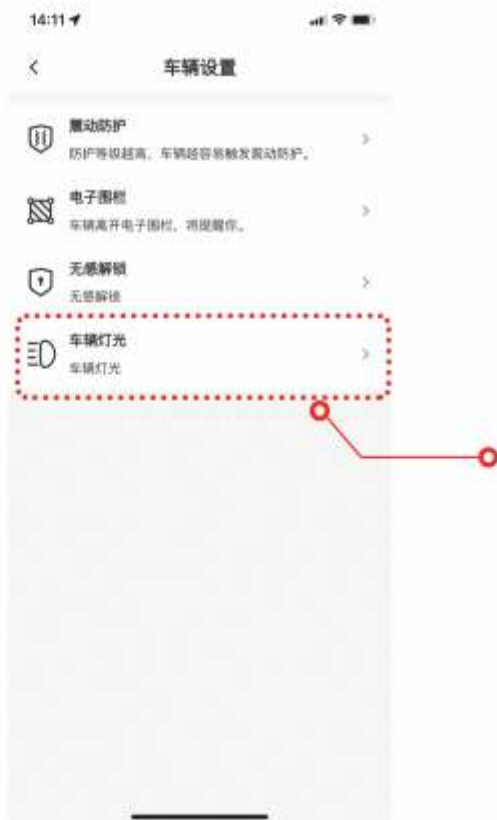 14:11
车辆设置
震动防护
防护等级越高，车辆越容易触发震动防护。
电子围栏
车辆离开电子围栏，将提醒你。
无感解锁
无感解锁
车辆灯光
车辆灯光